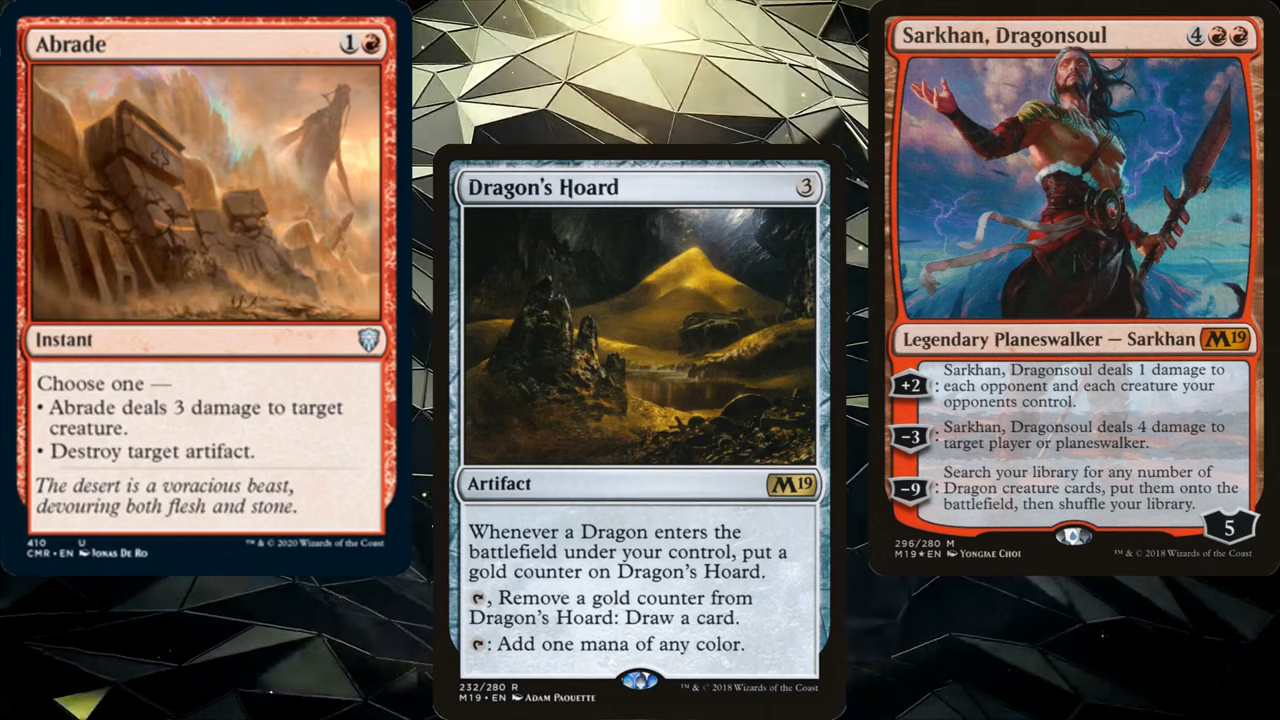 Abrade 1
Instant
Choose one —
• Abrade deals 3 damage to target
creature.
• Destroy target artifact.
The desert is a voracious beast,
devouring both flesh and stone.
410 U
CMR • EN Jonas De Ro
™ & © 2020 Wizards of the Coast
Dragon's Hoard 3
Artifact M19
Whenever a Dragon enters the
battlefield under your control, put a
gold counter on Dragon's Hoard.
, Remove a gold counter from
Dragon's Hoard: Draw a card.
: Add one mana of any color.
232/280 R
M19 • EN Adam Paquette
™ & © 2018 Wizards of the Coast
Sarkhan, Dragonsoul 4
Legendary Planeswalker — Sarkhan M19
Sarkhan, Dragonsoul deals 1 damage to
+2 : each opponent and each creature your
opponents control.
Sarkhan, Dragonsoul deals 4 damage to
−3 : target player or planeswalker.
Search your library for any number of
−9 : Dragon creature cards, put them onto the
battlefield, then shuffle your library.
5
296/280 M
M19 ★ EN Yongjae Choi
™ & © 2018 Wizards of the Coast